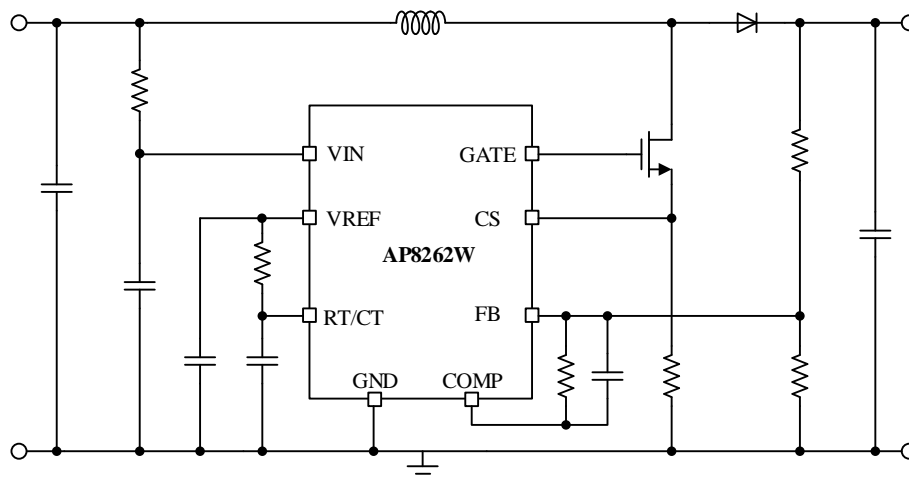 VIN
GATE
VREF
CS
AP8262W
RT/CT
FB
GND
COMP